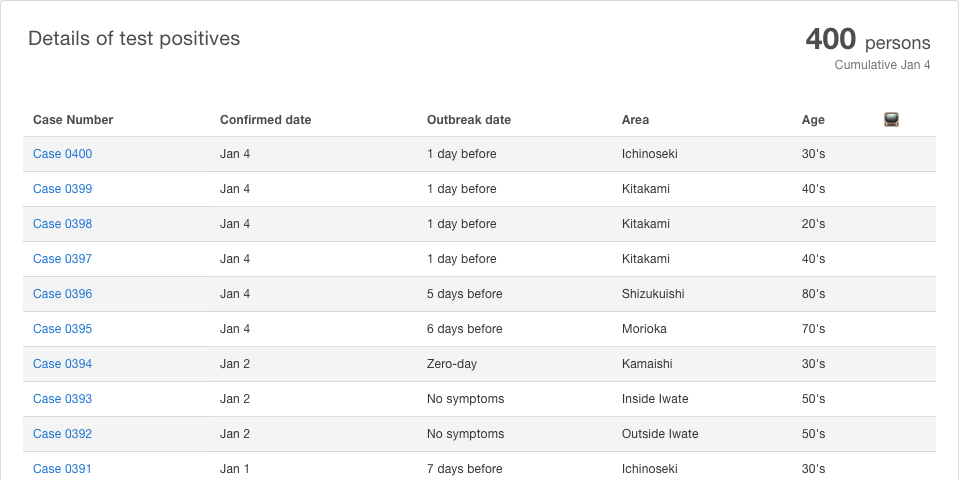 Details of test positives
400 persons
Cumulative Jan 4
Case Number Confirmed date Outbreak date Area Age
Case 0400 Jan 4 1 day before Ichinoseki 30's
Case 0399 Jan 4 1 day before Kitakami 40's
Case 0398 Jan 4 1 day before Kitakami 20's
Case 0397 Jan 4 1 day before Kitakami 40's
Case 0396 Jan 4 5 days before Shizukuishi 80's
Case 0395 Jan 4 6 days before Morioka 70's
Case 0394 Jan 2 Zero-day Kamaishi 30's
Case 0393 Jan 2 No symptoms Inside Iwate 50's
Case 0392 Jan 2 No symptoms Outside Iwate 50's
Case 0391 Jan 1 7 days before Ichinoseki 30's